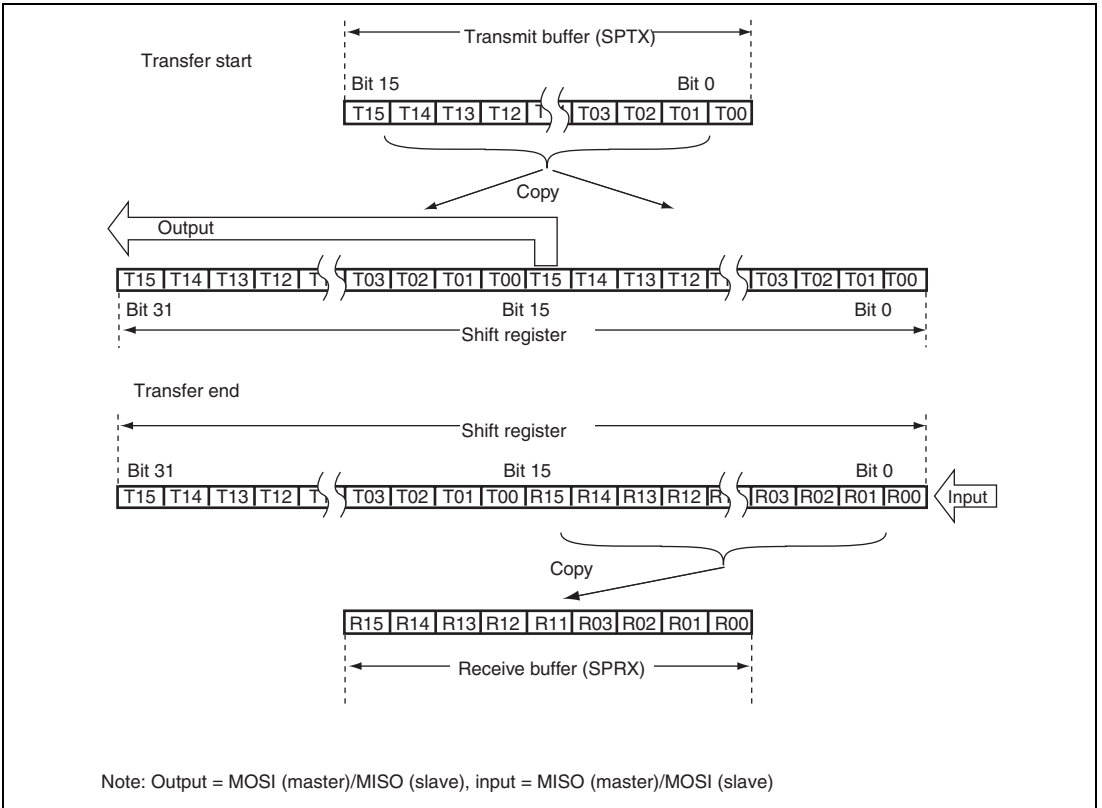 Transmit buffer (SPTX)
Transfer start
Bit 15 Bit 0
T15 T14 T13 T12 T03 T02 T01 T00
Copy
Output
T15 T14 T13 T12 T03 T02 T01 T00 T15 T14 T13 T12 T03 T02 T01 T00
Bit 31 Bit 15 Bit 0
Shift register
Transfer end
Shift register
Bit 31 Bit 15 Bit 0
T15 T14 T13 T12 T03 T02 T01 T00 R15 R14 R13 R12 R03 R02 R01 R00 Input
Copy
R15 R14 R13 R12 R11 R03 R02 R01 R00
Receive buffer (SPRX)
Note: Output = MOSI (master)/MISO (slave), input = MISO (master)/MOSI (slave)